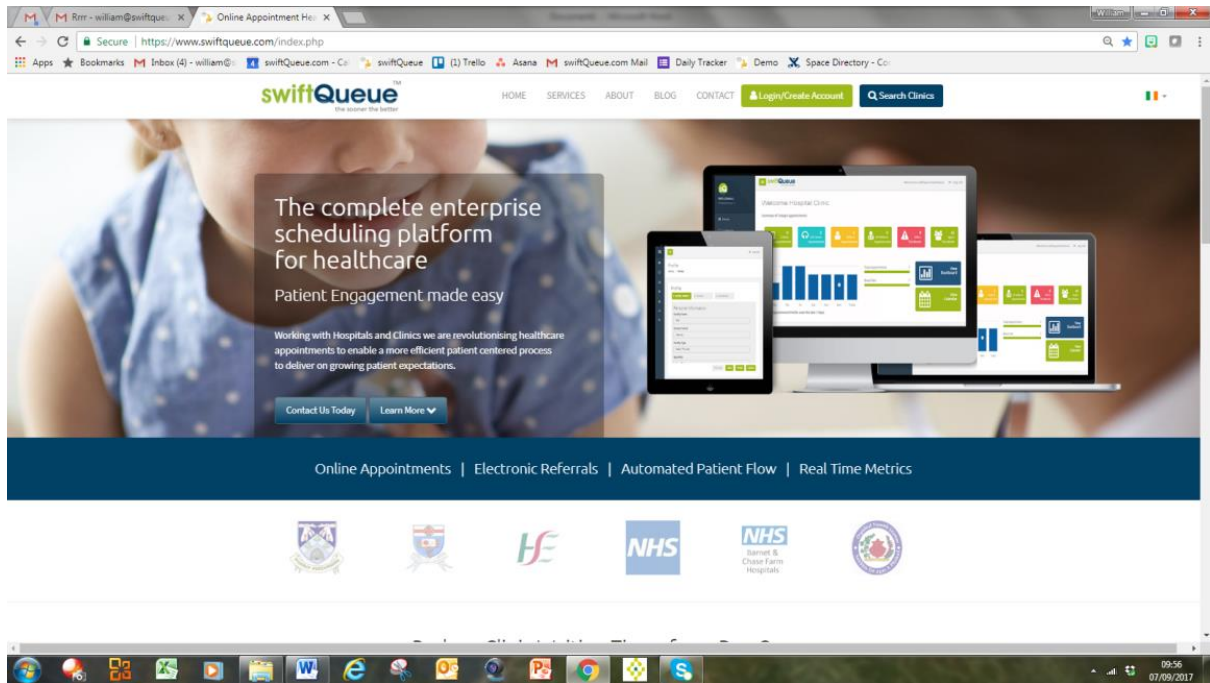 William
M Rrrr - william@swiftque
Online Appointment He
Secure | https://www.swiftqueue.com/index.php
Apps Bookmarks Inbox (4) - william@ swiftQueue.com - Ca swiftQueue (1) Trello Asana swiftQueue.com Mail Daily Tracker Demo Space Directory - Co
swiftQueue™
the sooner the better
HOME SERVICES ABOUT BLOG CONTACT Login/Create Account Search Clinics
The complete enterprise
scheduling platform
for healthcare
Patient Engagement made easy
Working with Hospitals and Clinics we are revolutionising healthcare
appointments to enable a more efficient patient centered process
to deliver on growing patient expectations.
Contact Us Today Learn More
swiftQueue
Welcome Hospital Clinic
Online Appointments | Electronic Referrals | Automated Patient Flow | Real Time Metrics
NHS
NHS
Barnet &
Chase Farm
Hospitals
09:56
07/09/2017